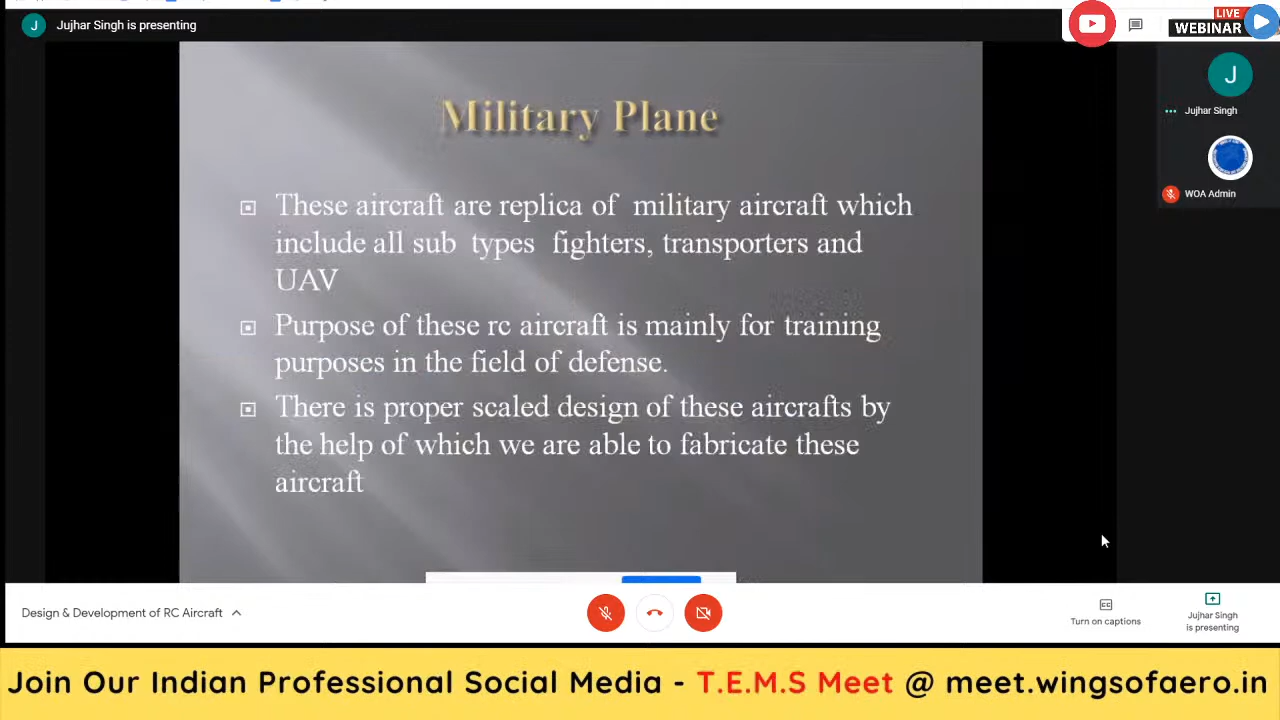 J Jujhar Singh is presenting
LIVE
WEBINAR
Military Plane
These aircraft are replica of military aircraft which
include all sub types fighters, transporters and
UAV
Purpose of these rc aircraft is mainly for training
purposes in the field of defense.
There is proper scaled design of these aircrafts by
the help of which we are able to fabricate these
aircraft
J
Jujhar Singh
WOA Admin
Design & Development of RC Aircraft
CC
Turn on captions
Jujhar Singh
is presenting
Join Our Indian Professional Social Media - T.E.M.S Meet @ meet.wingsofaero.in